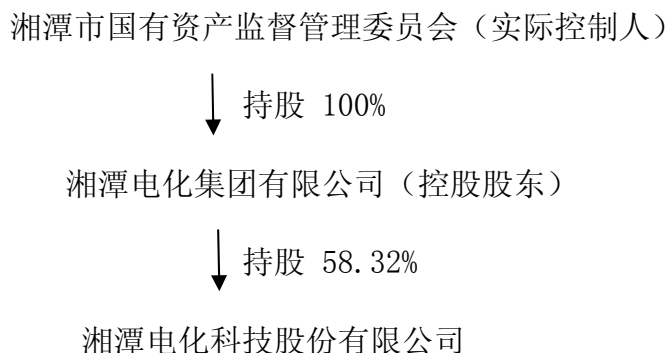 湘潭市国有资产监督管理委员会（实际控制人）
持股 100%
湘潭电化集团有限公司（控股股东）
持股 58.32%
湘潭电化科技股份有限公司